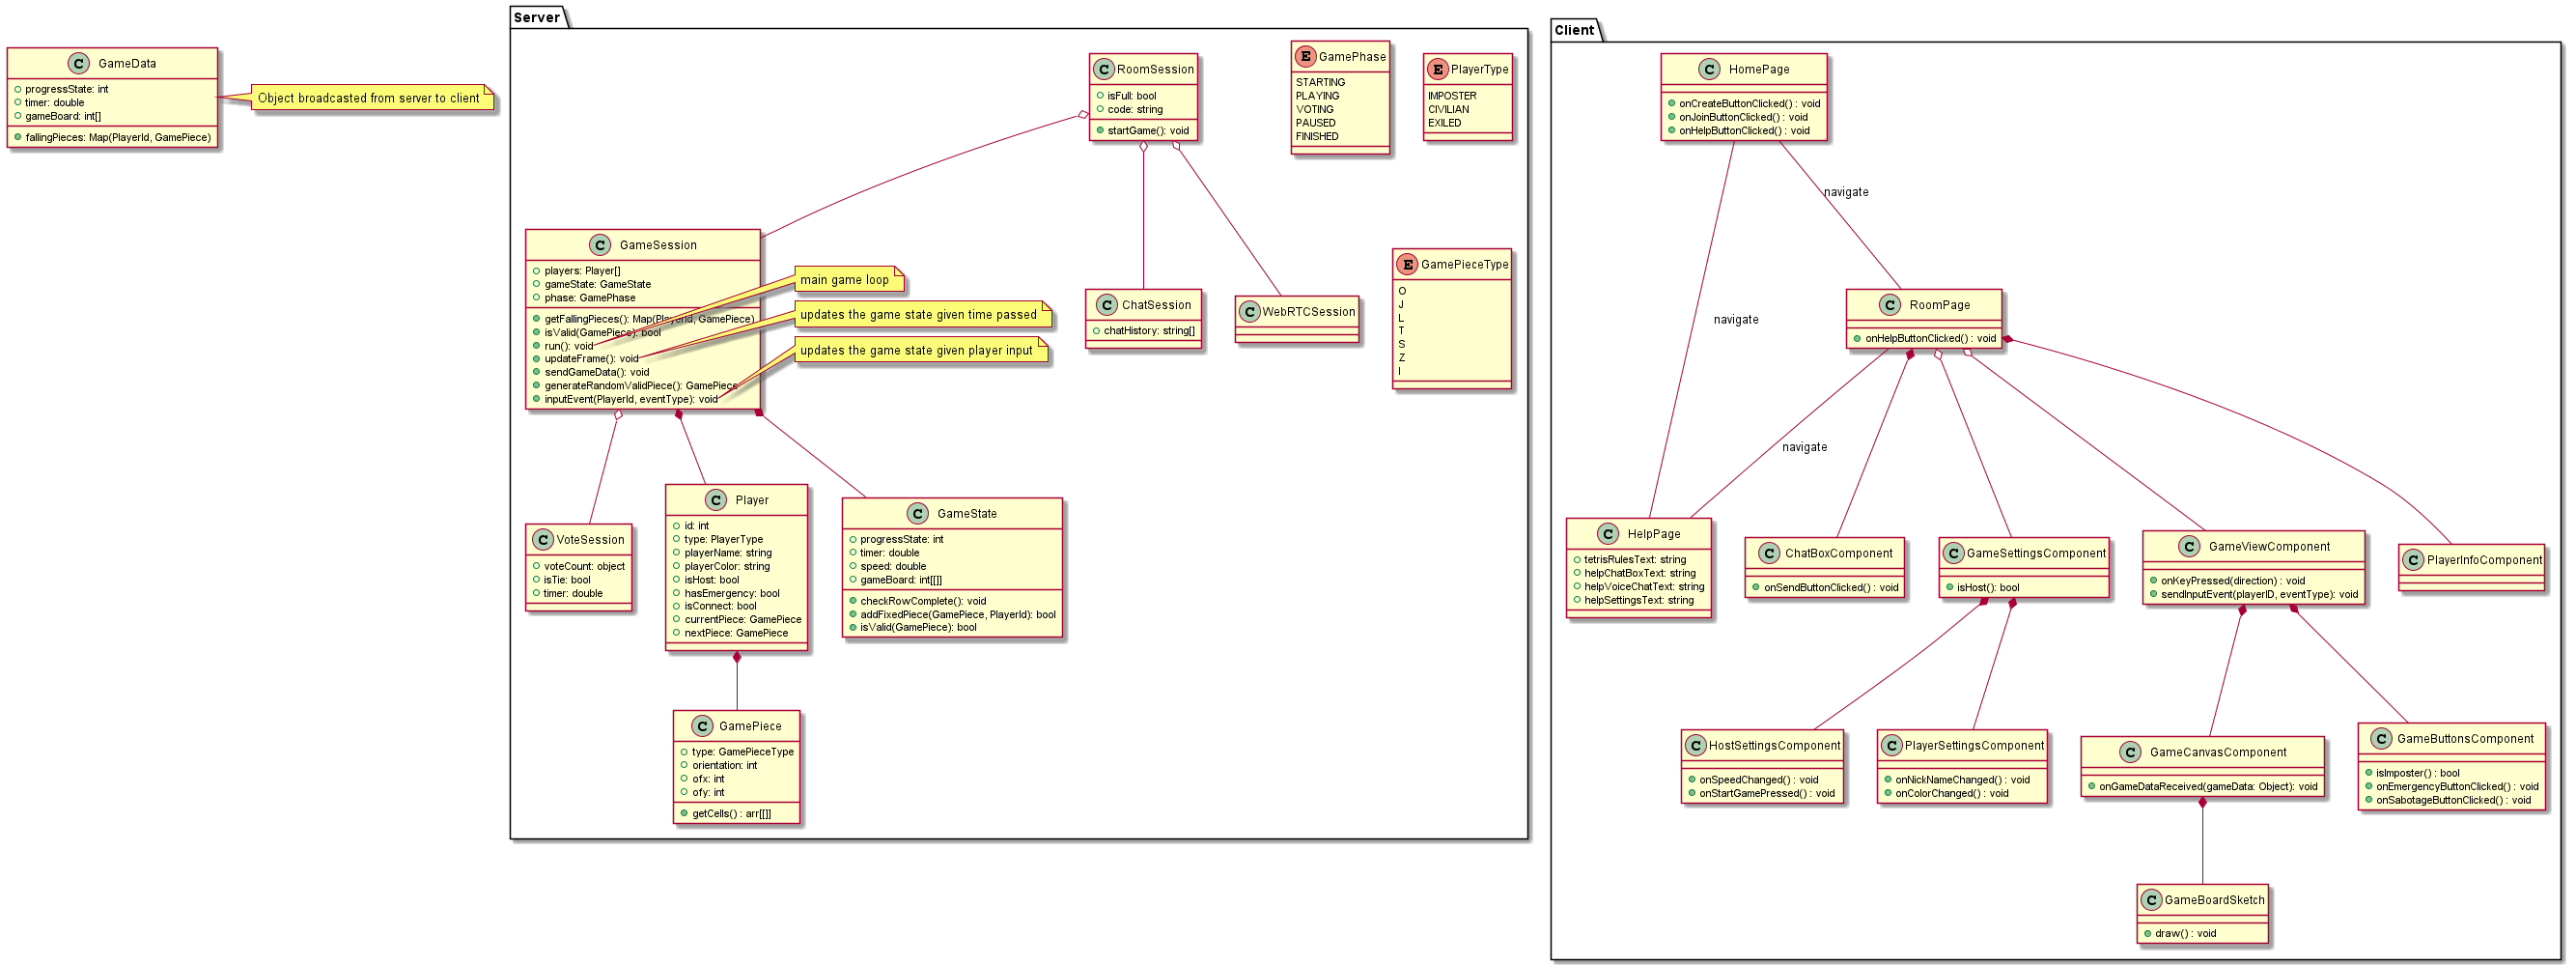 GameData
progressState: int
timer: double
gameBoard: int[]
fallingPieces: Map(PlayerId, GamePiece)
Object broadcasted from server to client
Server
RoomSession
isFull: bool
code: string
startGame(): void
GamePhase
STARTING
PLAYING
VOTING
PAUSED
FINISHED
PlayerType
IMPOSTER
CIVILIAN
EXILED
GameSession
players: Player[]
gameState: GameState
phase: GamePhase
getFallingPieces(): Map(PlayerId, GamePiece)
isValid(GamePiece): bool
run(): void
updateFrame(): void
sendGameData(): void
generateRandomValidPiece(): GamePiece
inputEvent(PlayerId, eventType): void
main game loop
updates the game state given time passed
updates the game state given player input
ChatSession
chatHistory: string[]
WebRTCSession
GamePieceType
O
J
L
T
S
Z
I
VoteSession
voteCount: object
isTie: bool
timer: double
Player
id: int
type: PlayerType
playerName: string
playerColor: string
isHost: bool
hasEmergency: bool
isConnect: bool
currentPiece: GamePiece
nextPiece: GamePiece
GameState
progressState: int
timer: double
speed: double
gameBoard: int[[]]
checkRowComplete(): void
addFixedPiece(GamePiece, PlayerId): bool
isValid(GamePiece): bool
GamePiece
type: GamePieceType
orientation: int
ofx: int
ofy: int
getCells() : arr[[]]
Client
HomePage
onCreateButtonClicked() : void
onJoinButtonClicked() : void
onHelpButtonClicked() : void
navigate
navigate
RoomPage
onHelpButtonClicked() : void
navigate
HelpPage
tetrisRulesText: string
helpChatBoxText: string
helpVoiceChatText: string
helpSettingsText: string
ChatBoxComponent
onSendButtonClicked() : void
GameSettingsComponent
isHost(): bool
GameViewComponent
onKeyPressed(direction) : void
sendInputEvent(playerID, eventType): void
PlayerInfoComponent
HostSettingsComponent
onSpeedChanged() : void
onStartGamePressed() : void
PlayerSettingsComponent
onNickNameChanged() : void
onColorChanged() : void
GameCanvasComponent
onGameDataReceived(gameData: Object): void
GameButtonsComponent
isImposter() : bool
onEmergencyButtonClicked() : void
onSabotageButtonClicked() : void
GameBoardSketch
draw() : void